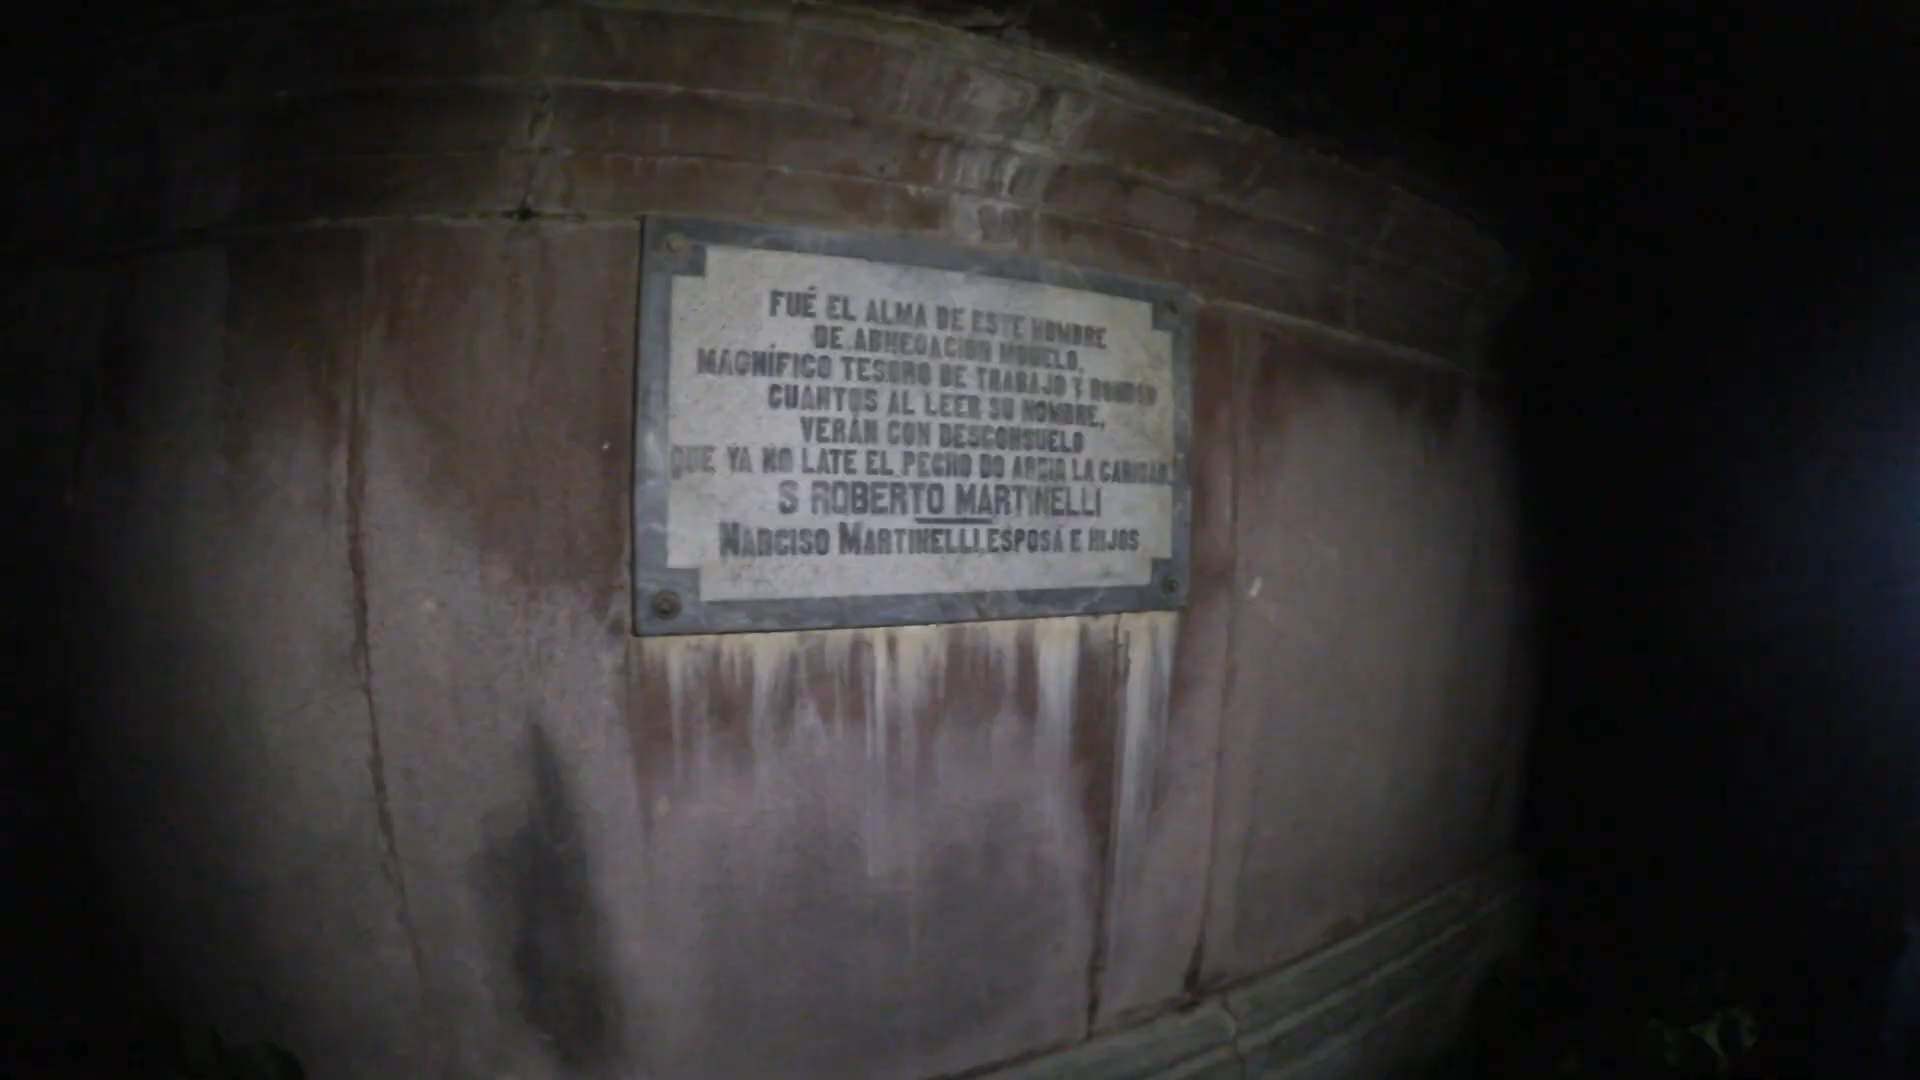 FUÉ EL ALMA DE ESTE HOMBRE
DE ABNEGACION MODELO,
MAGNÍFICO TESORO DE TRABAJO Y BONDAD
CUANTOS AL LEER SU NOMBRE,
VERÁN CON DESCONSUELO
QUE YA NO LATE EL PECHO DO ARDIA LA CARIDAD.
S ROBERTO MARTINELLI
NARCISO MARTINELLI, ESPOSA E HIJOS